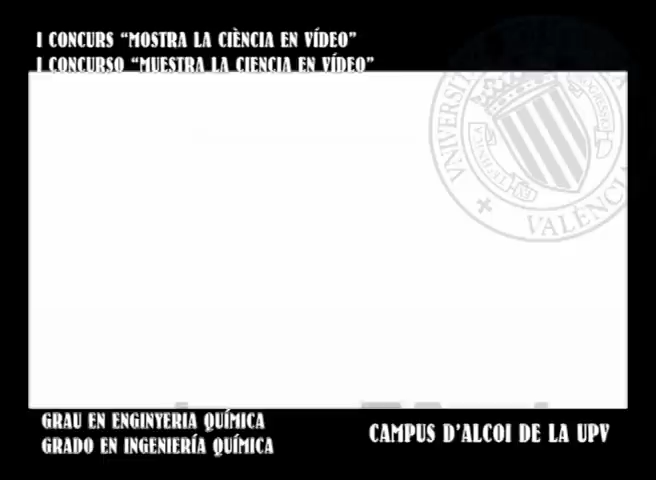 I CONCURS “MOSTRA LA CIÈNCIA EN VÍDEO”
I CONCURSO “MUESTRA LA CIENCIA EN VÍDEO”
VALÈNC
GRAU EN ENGINYERIA QUÍMICA
GRADO EN INGENIERÍA QUÍMICA
CAMPUS D'ALCOI DE LA UPV